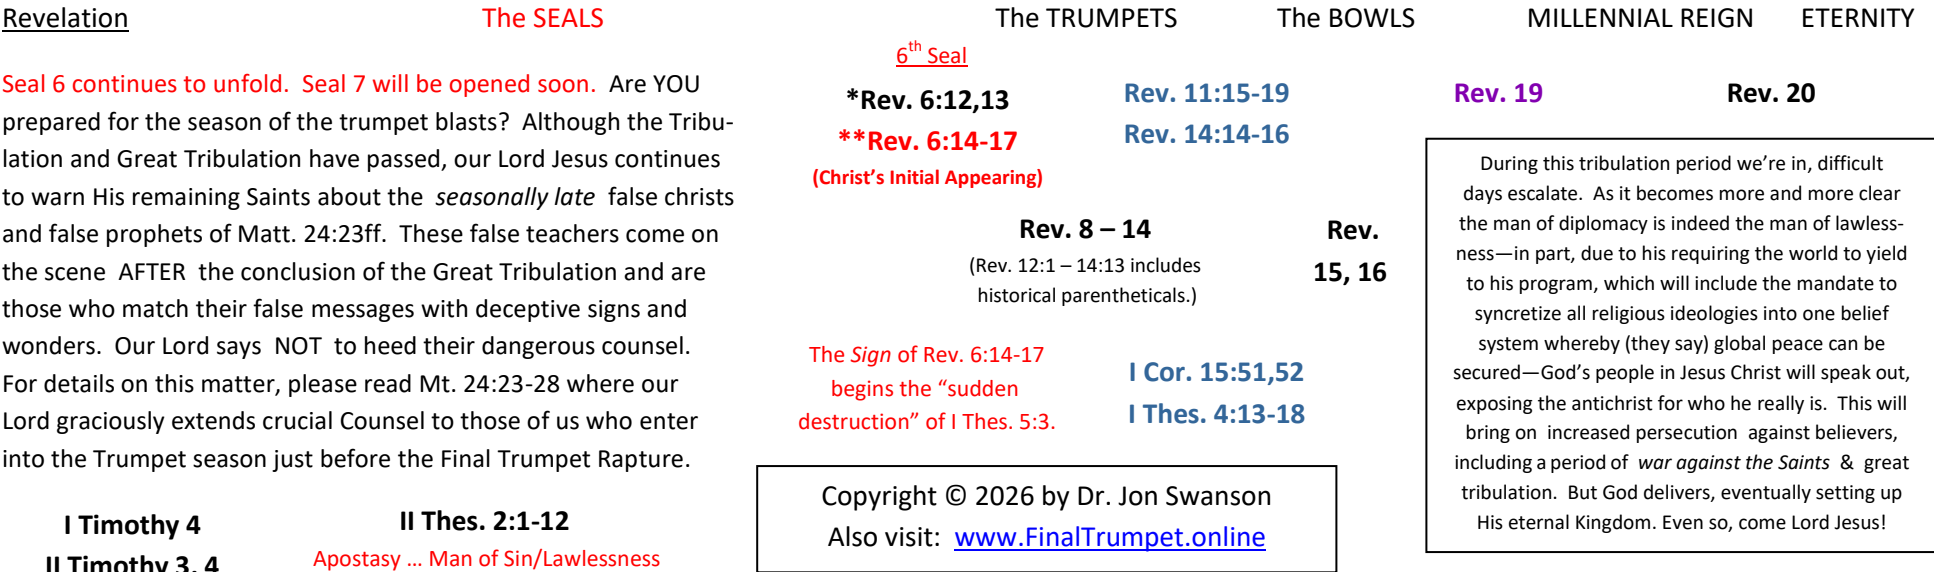 Revelation The SEALS The TRUMPETS The BOWLS MILLENNIAL REIGN ETERNITY
Seal 6 continues to unfold. Seal 7 will be opened soon. Are YOU
prepared for the season of the trumpet blasts? Although the Tribu-
lation and Great Tribulation have passed, our Lord Jesus continues
to warn His remaining Saints about the seasonally late false christs
and false prophets of Matt. 24:23ff. These false teachers come on
the scene AFTER the conclusion of the Great Tribulation and are
those who match their false messages with deceptive signs and
wonders. Our Lord says NOT to heed their dangerous counsel.
For details on this matter, please read Mt. 24:23-28 where our
Lord graciously extends crucial Counsel to those of us who enter
into the Trumpet season just before the Final Trumpet Rapture.
I Timothy 4
II Timothy 3, 4
II Thes. 2:1-12
Apostasy ... Man of Sin/Lawlessness
6th Seal
*Rev. 6:12,13
**Rev. 6:14-17
(Christ's Initial Appearing)
Rev. 11:15-19
Rev. 14:14-16
Rev. 8 – 14
(Rev. 12:1 – 14:13 includes
historical parentheticals.)
Rev.
15, 16
The Sign of Rev. 6:14-17
begins the “sudden
destruction” of I Thes. 5:3.
I Cor. 15:51,52
I Thes. 4:13-18
Copyright © 2026 by Dr. Jon Swanson
Also visit: www.FinalTrumpet.online
Rev. 19
Rev. 20
During this tribulation period we’re in, difficult
days escalate. As it becomes more and more clear
the man of diplomacy is indeed the man of lawless-
ness—in part, due to his requiring the world to yield
to his program, which will include the mandate to
syncretize all religious ideologies into one belief
system whereby (they say) global peace can be
secured—God’s people in Jesus Christ will speak out,
exposing the antichrist for who he really is. This will
bring on increased persecution against believers,
including a period of war against the Saints & great
tribulation. But God delivers, eventually setting up
His eternal Kingdom. Even so, come Lord Jesus!